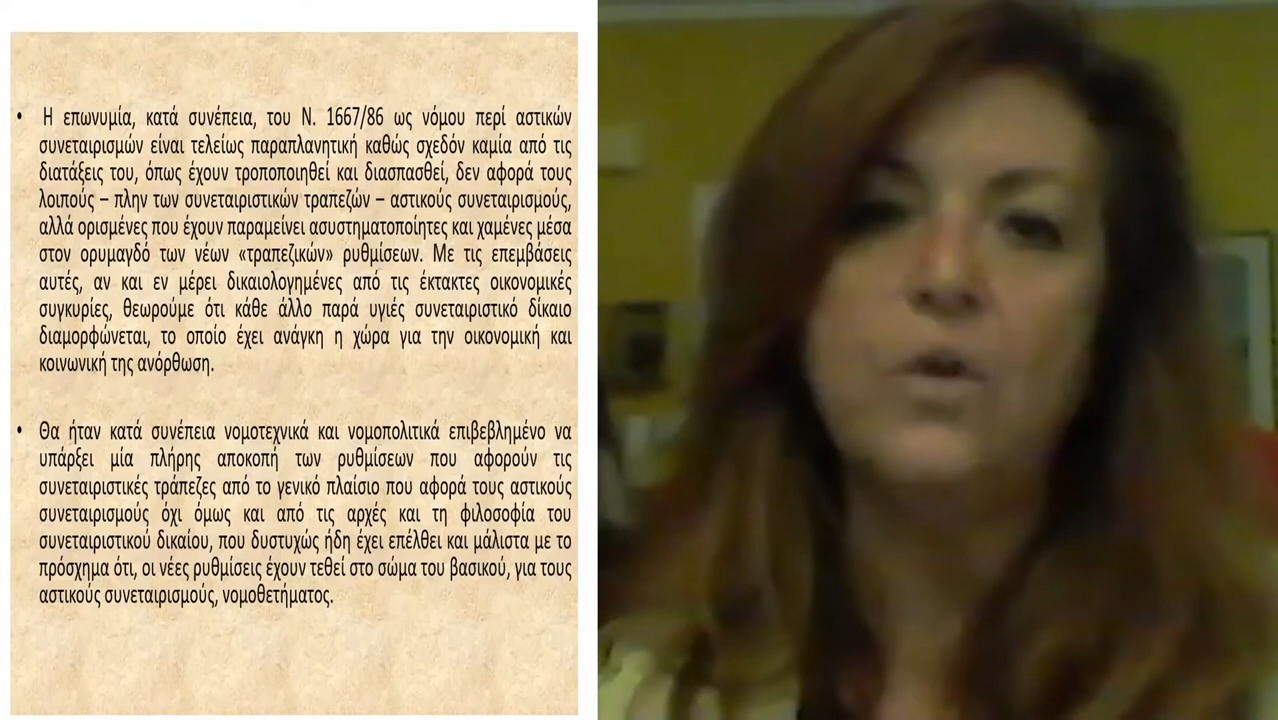 • Η επωνυμία, κατά συνέπεια, του Ν. 1667/86 ως νόμου περί αστικών
συνεταιρισμών είναι τελείως παραπλανητική καθώς σχεδόν καμία από τις
διατάξεις του, όπως έχουν τροποποιηθεί και διασπασθεί, δεν αφορά τους
λοιπούς – πλην των συνεταιριστικών τραπεζών – αστικούς συνεταιρισμούς,
αλλά ορισμένες που έχουν παραμείνει ασυστηματοποίητες και χαμένες μέσα
στον ορυμαγδό των νέων «τραπεζικών» ρυθμίσεων. Με τις επεμβάσεις
αυτές, αν και εν μέρει δικαιολογημένες από τις έκτακτες οικονομικές
συγκυρίες, θεωρούμε ότι κάθε άλλο παρά υγιές συνεταιριστικό δίκαιο
διαμορφώνεται, το οποίο έχει ανάγκη η χώρα για την οικονομική και
κοινωνική της ανόρθωση.
• Θα ήταν κατά συνέπεια νομοτεχνικά και νομοπολιτικά επιβεβλημένο να
υπάρξει μία πλήρης αποκοπή των ρυθμίσεων που αφορούν τις
συνεταιριστικές τράπεζες από το γενικό πλαίσιο που αφορά τους αστικούς
συνεταιρισμούς όχι όμως και από τις αρχές και τη φιλοσοφία του
συνεταιριστικού δικαίου, που δυστυχώς ήδη έχει επέλθει και μάλιστα με το
πρόσχημα ότι, οι νέες ρυθμίσεις έχουν τεθεί στο σώμα του βασικού, για τους
αστικούς συνεταιρισμούς, νομοθετήματος.